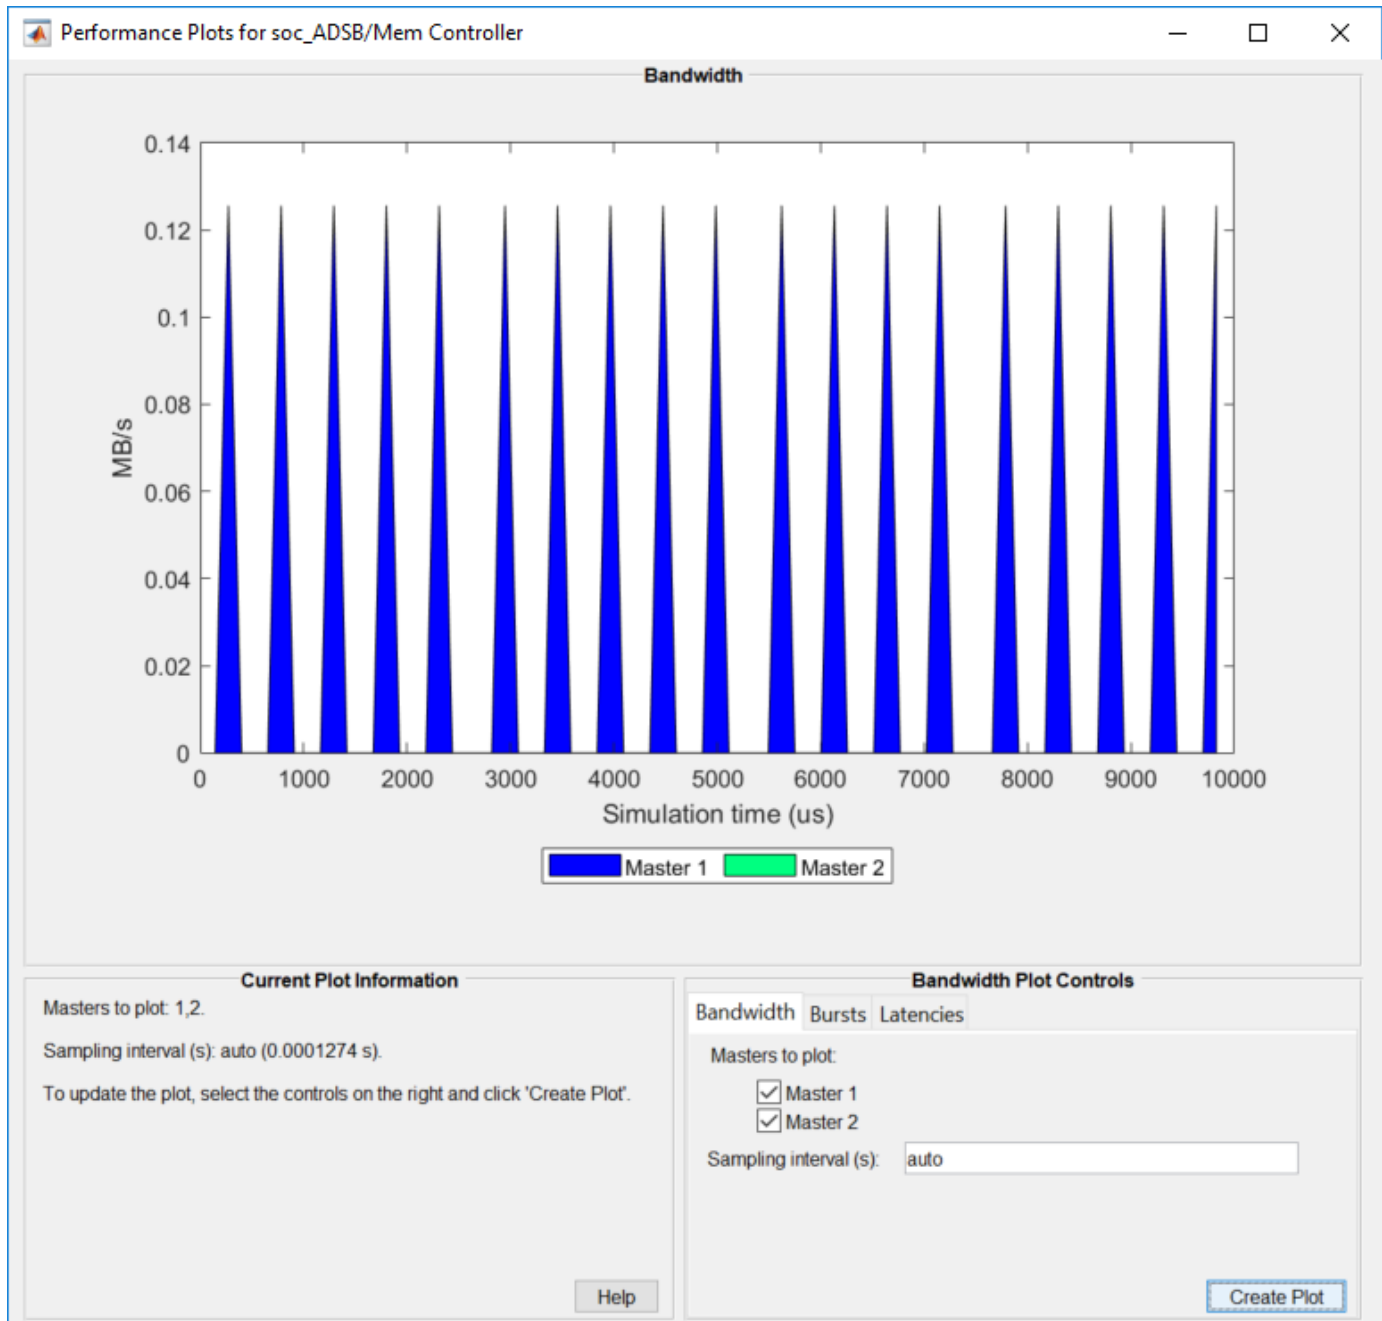 Performance Plots for soc_ADSB/Mem Controller
Bandwidth
0.14
0.12
0.1
0.08
0.06
0.04
0.02
0
MB/s
0 1000 2000 3000 4000 5000 6000 7000 8000 9000 10000
Simulation time (us)
Master 1 Master 2
Current Plot Information
Masters to plot: 1,2.
Sampling interval (s): auto (0.0001274 s).
To update the plot, select the controls on the right and click 'Create Plot'.
Help
Bandwidth Plot Controls
Bandwidth Bursts Latencies
Masters to plot:
Master 1
Master 2
Sampling interval (s): auto
Create Plot